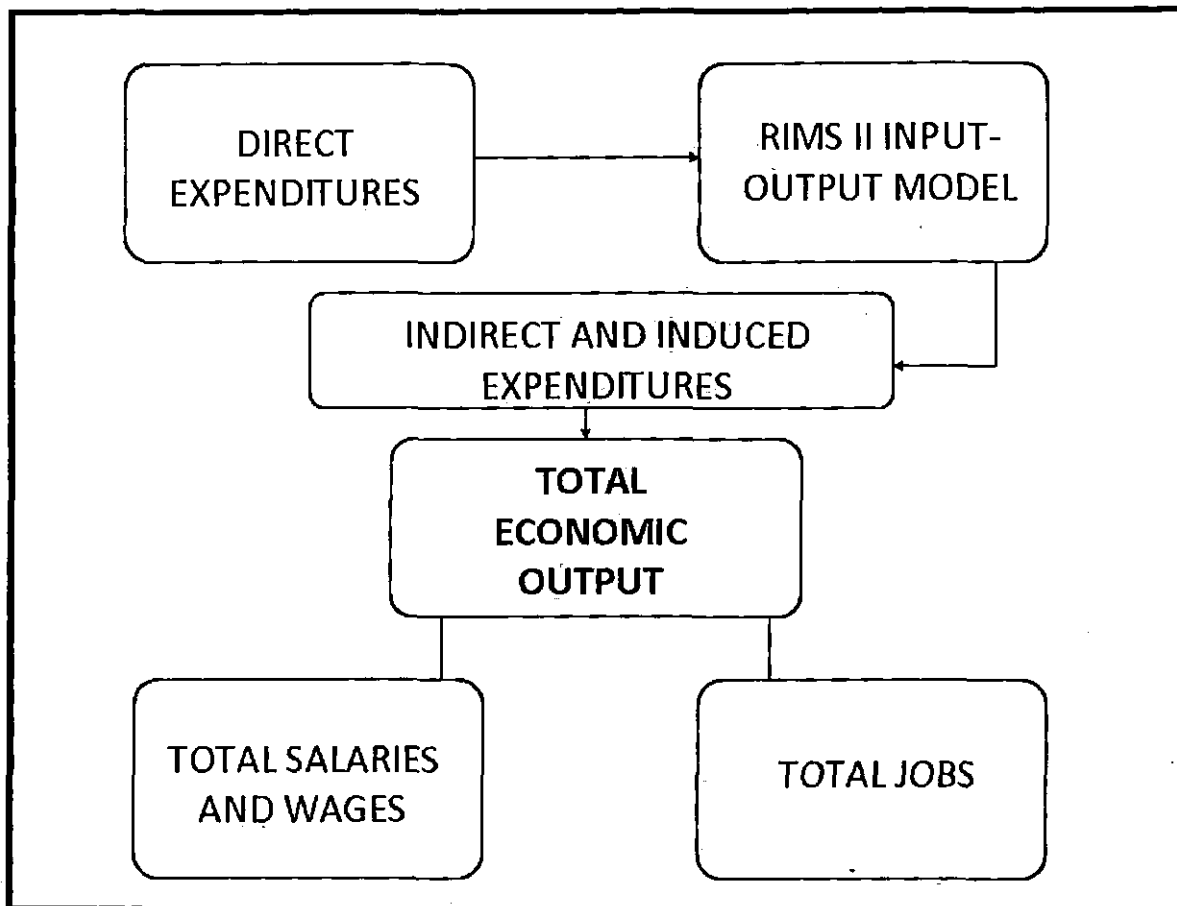 DIRECT
EXPENDITURES
RIMS II INPUT-
OUTPUT MODEL
INDIRECT AND INDUCED
EXPENDITURES
TOTAL
ECONOMIC
OUTPUT
TOTAL SALARIES
AND WAGES
TOTAL JOBS